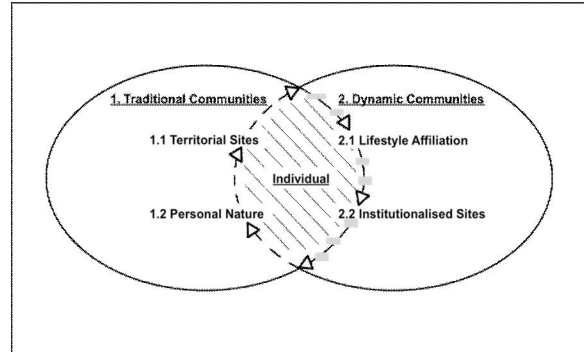 1. Traditional Communities
2. Dynamic Communities
1.1 Territorial Sites
2.1 Lifestyle Affiliation
Individual
1.2 Personal Nature
2.2 Institutionalised Sites